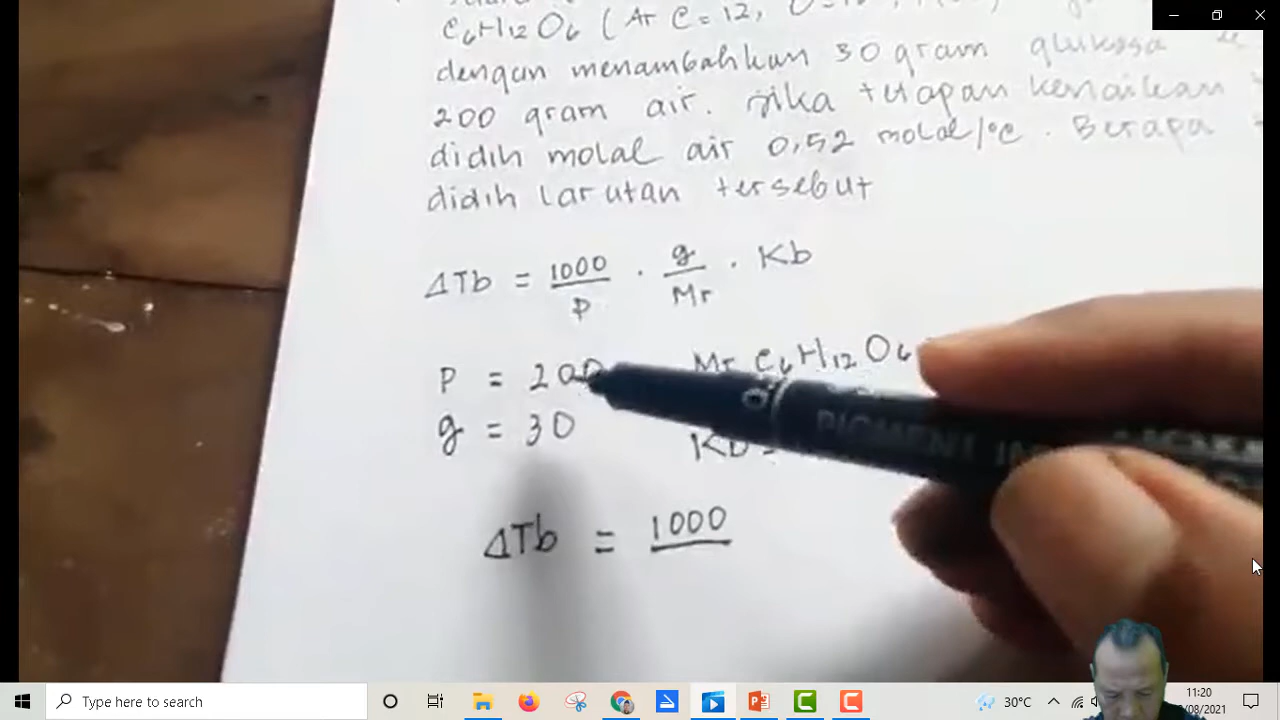 C6H12O6 (Ar C = 12,
dengan menambahkan 30 gram glukosa
200 gram air. Jika tetapan kenaikan
didih molal air 0,52 molal/°C. Berapa
didih larutan tersebut
ΔTb = 1000/P · g/Mr · Kb
P = 200 Mr C6H12O6
g = 30 Kb =
ΔTb = 1000
PIGMENT
Type here to search
30°C
11:20
/08/2021